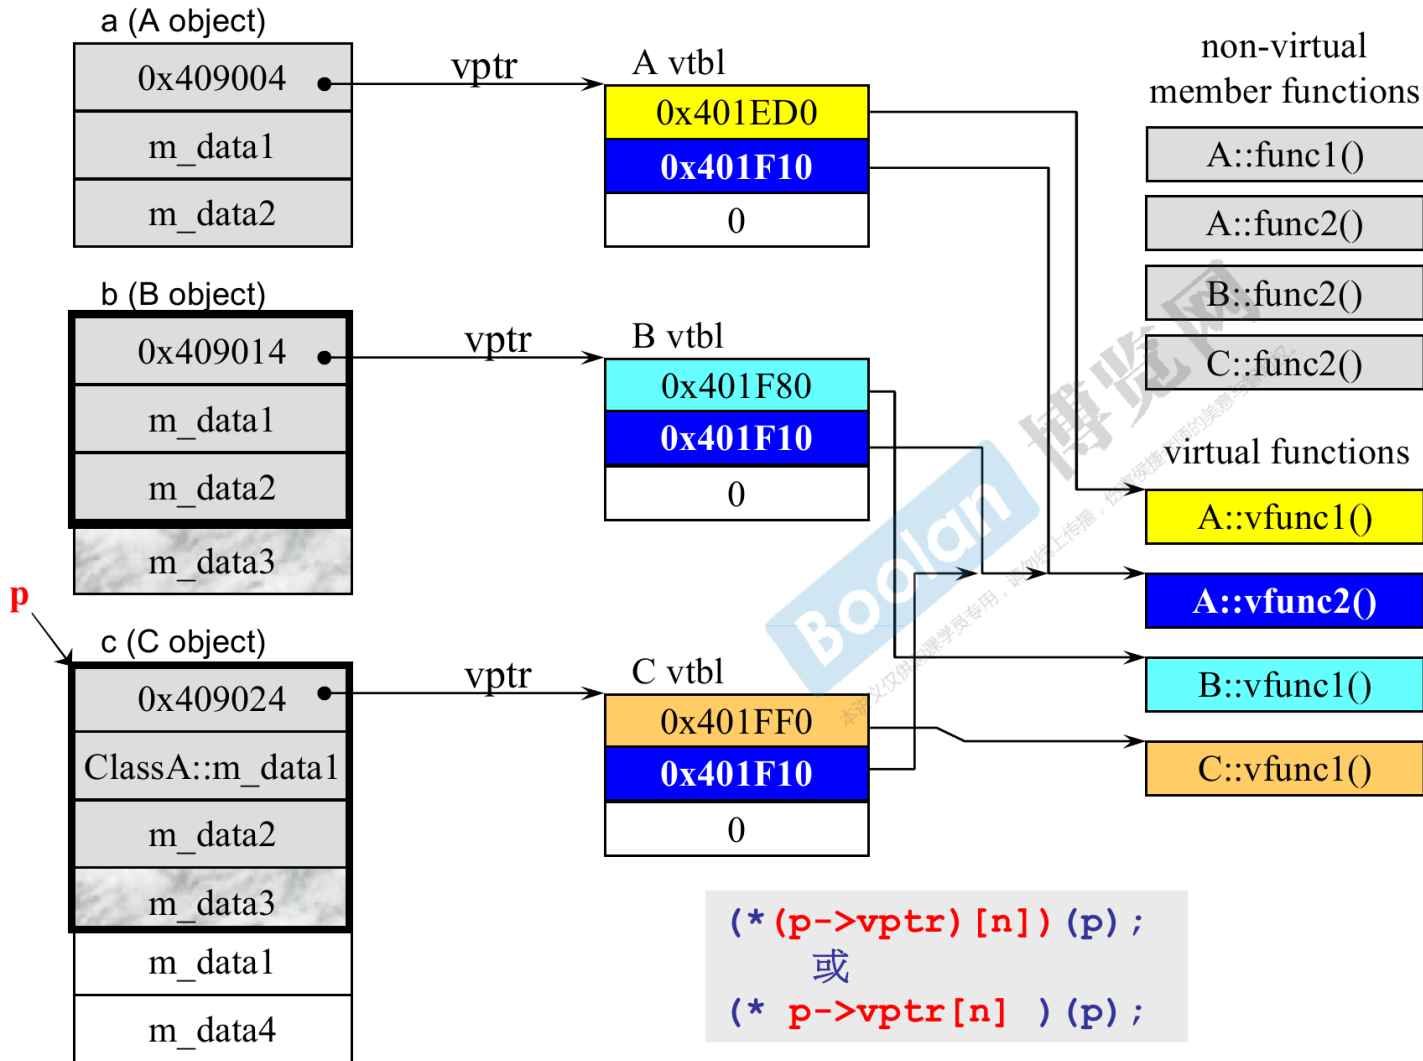 a (A object)
0x409004
m_data1
m_data2
vptr
A vtbl
0x401ED0
0x401F10
0
b (B object)
0x409014
m_data1
m_data2
m_data3
vptr
B vtbl
0x401F80
0x401F10
0
p
c (C object)
0x409024
ClassA::m_data1
m_data2
m_data3
m_data1
m_data4
vptr
C vtbl
0x401FF0
0x401F10
0
non-virtual
member functions
A::func1()
A::func2()
B::func2()
C::func2()
virtual functions
A::vfunc1()
A::vfunc2()
B::vfunc1()
C::vfunc1()
(*(p->vptr)[n])(p);
或
(* p->vptr[n] )(p);
Boolan
博览网